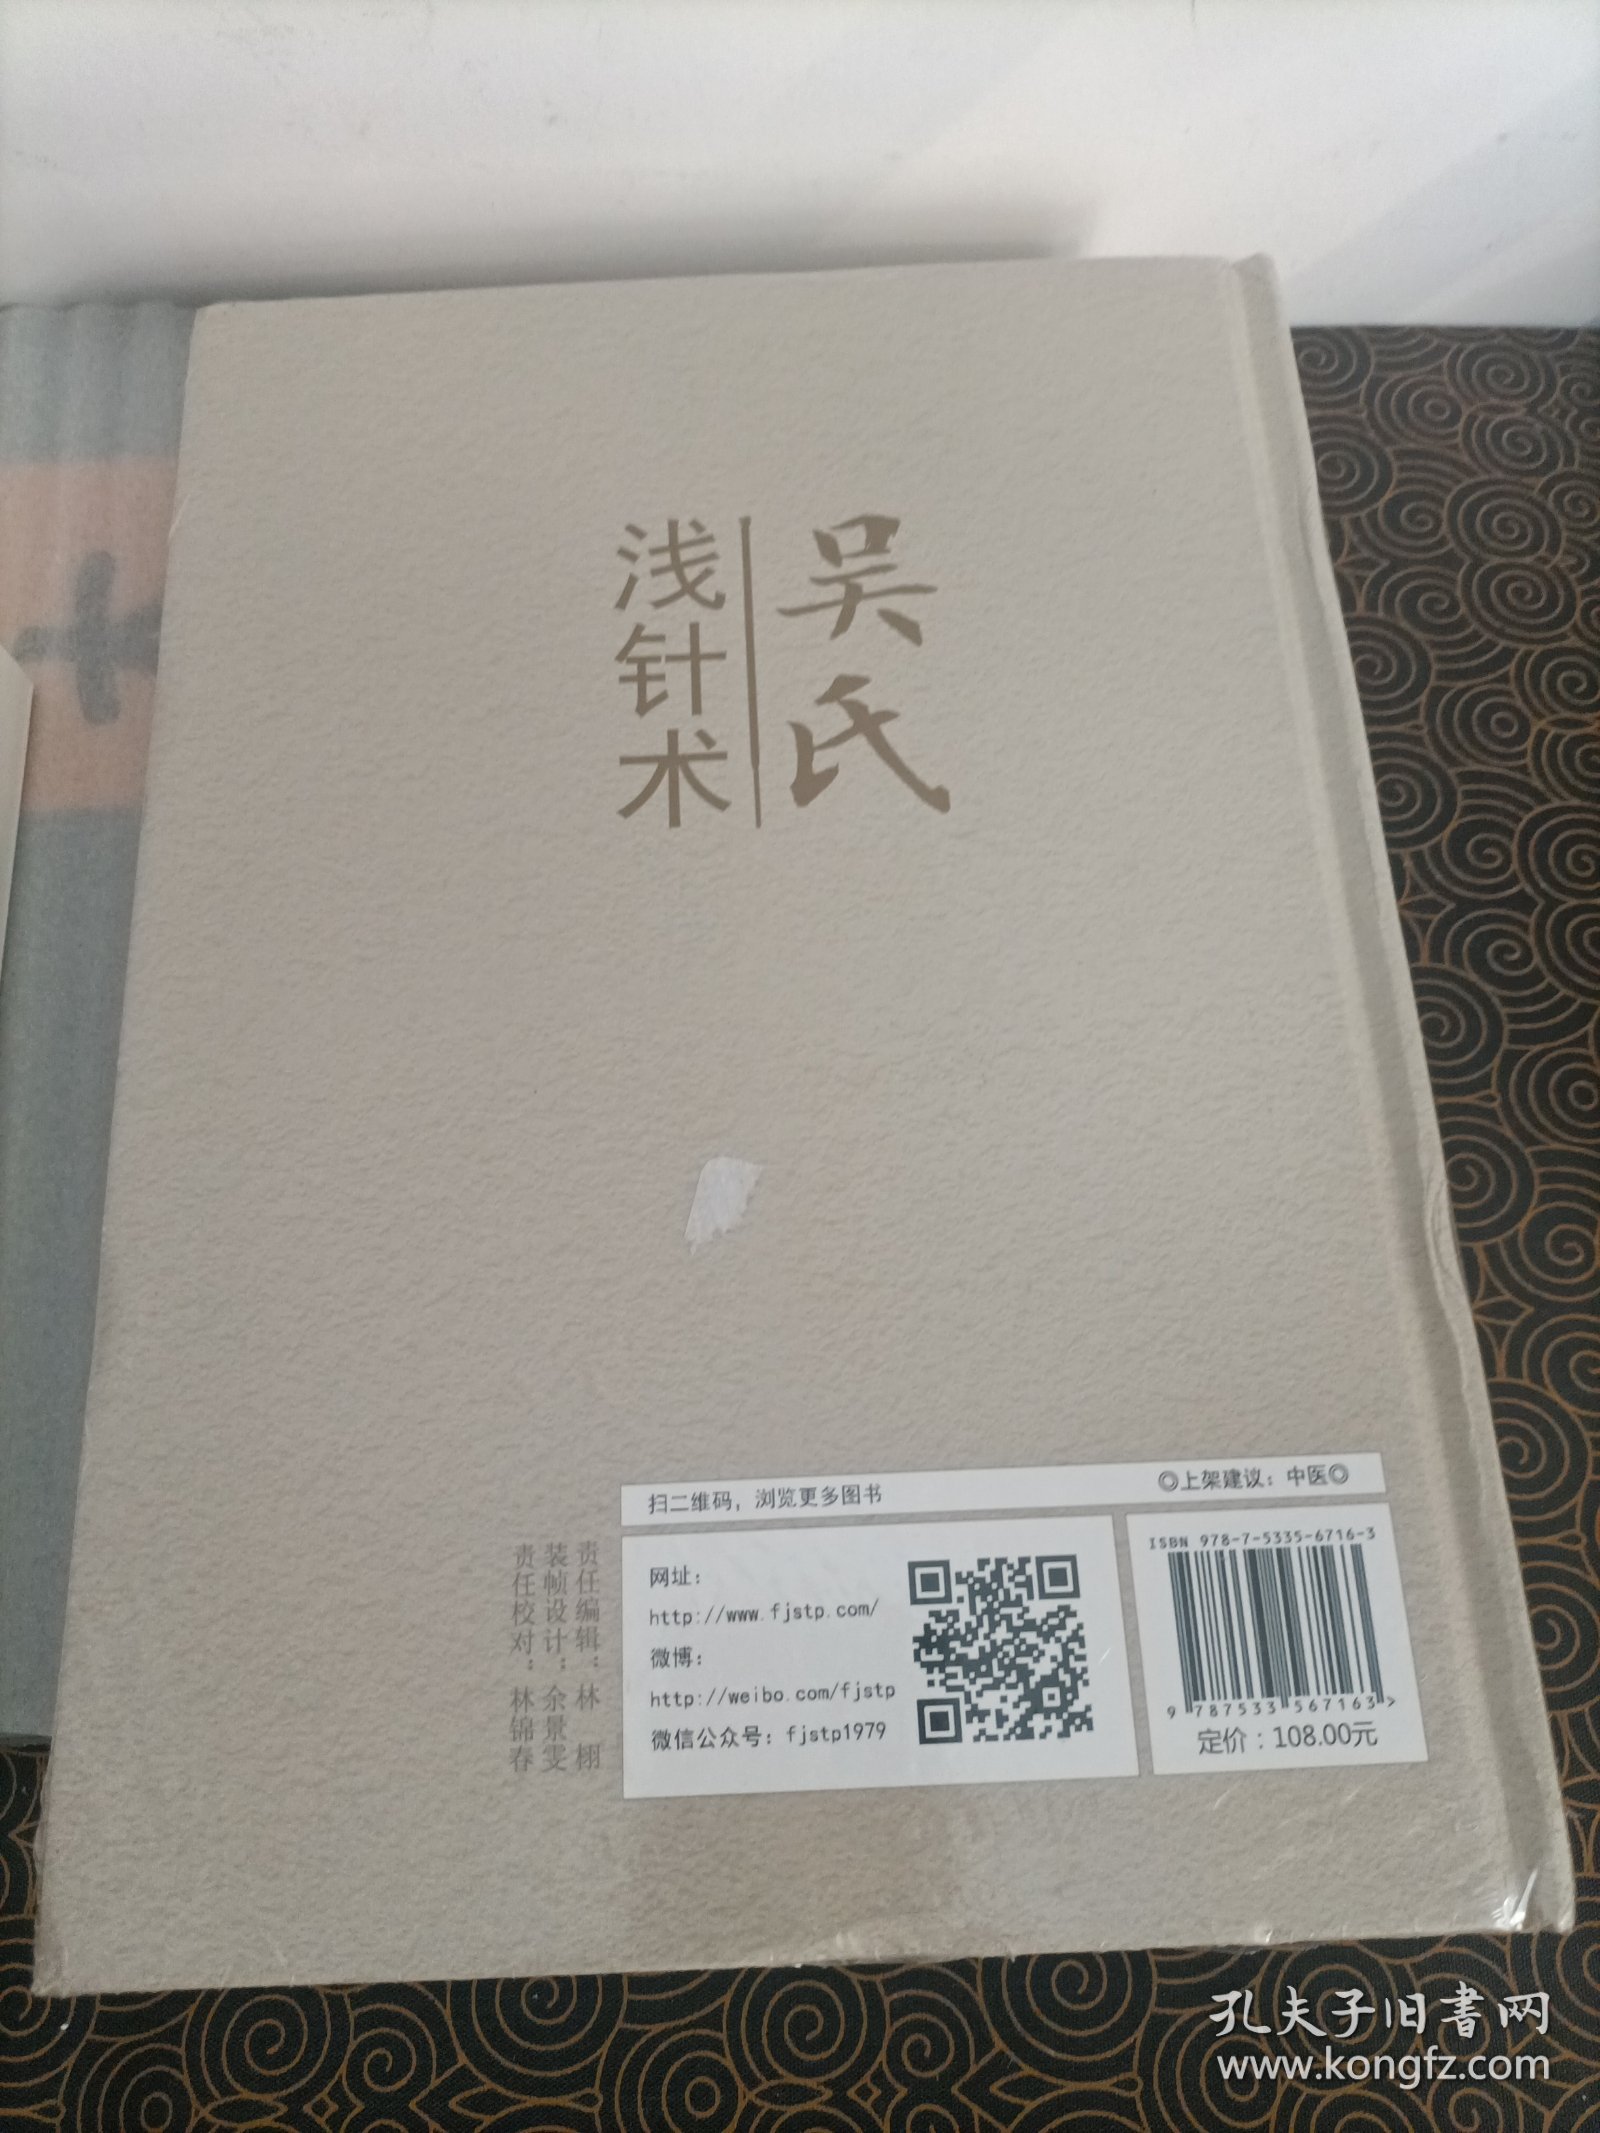 吴氏
浅针术
责任编辑：林　栩
装帧设计：余景雯
责任校对：林锦春
扫二维码，浏览更多图书
◎上架建议：中医◎
网址：
http://www.fjstp.com/
微博：
http://weibo.com/fjstp
微信公众号：fjstp1979
ISBN 978-7-5335-6716-3
9 787533 567163 >
定价：108.00元
孔夫子旧書网
www.kongfz.com